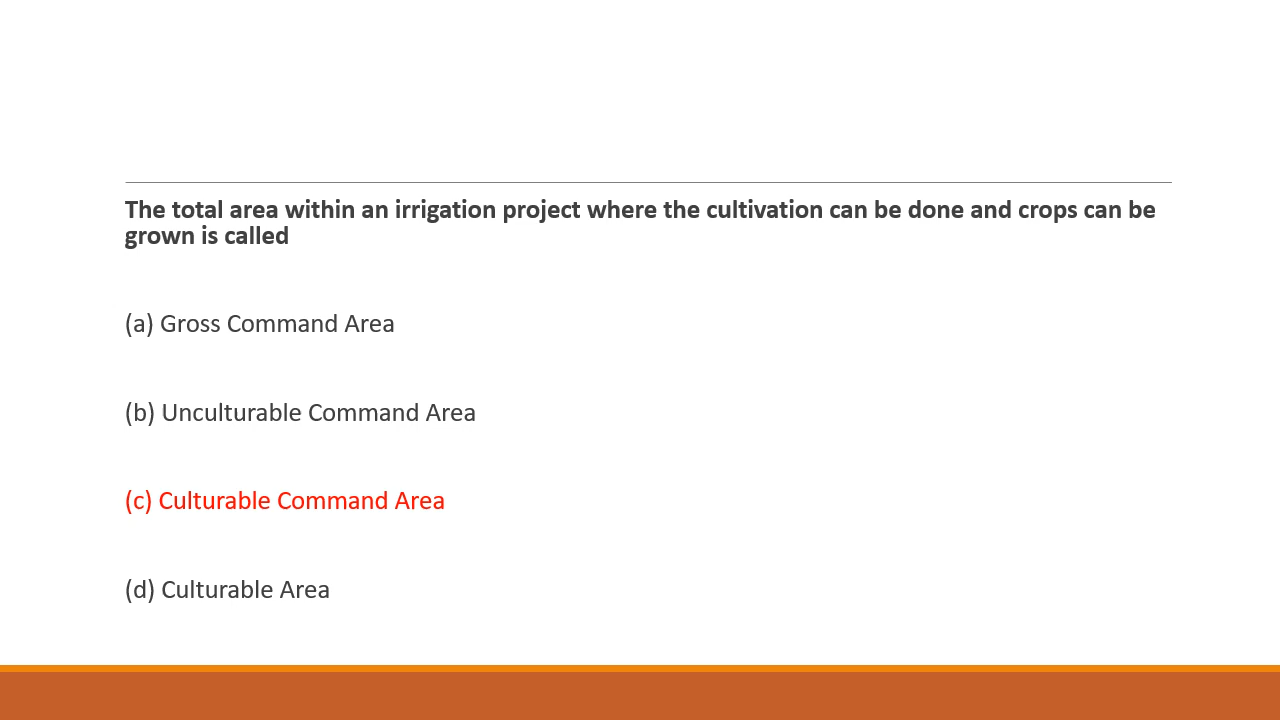 The total area within an irrigation project where the cultivation can be done and crops can be
grown is called
(a) Gross Command Area
(b) Unculturable Command Area
(c) Culturable Command Area
(d) Culturable Area